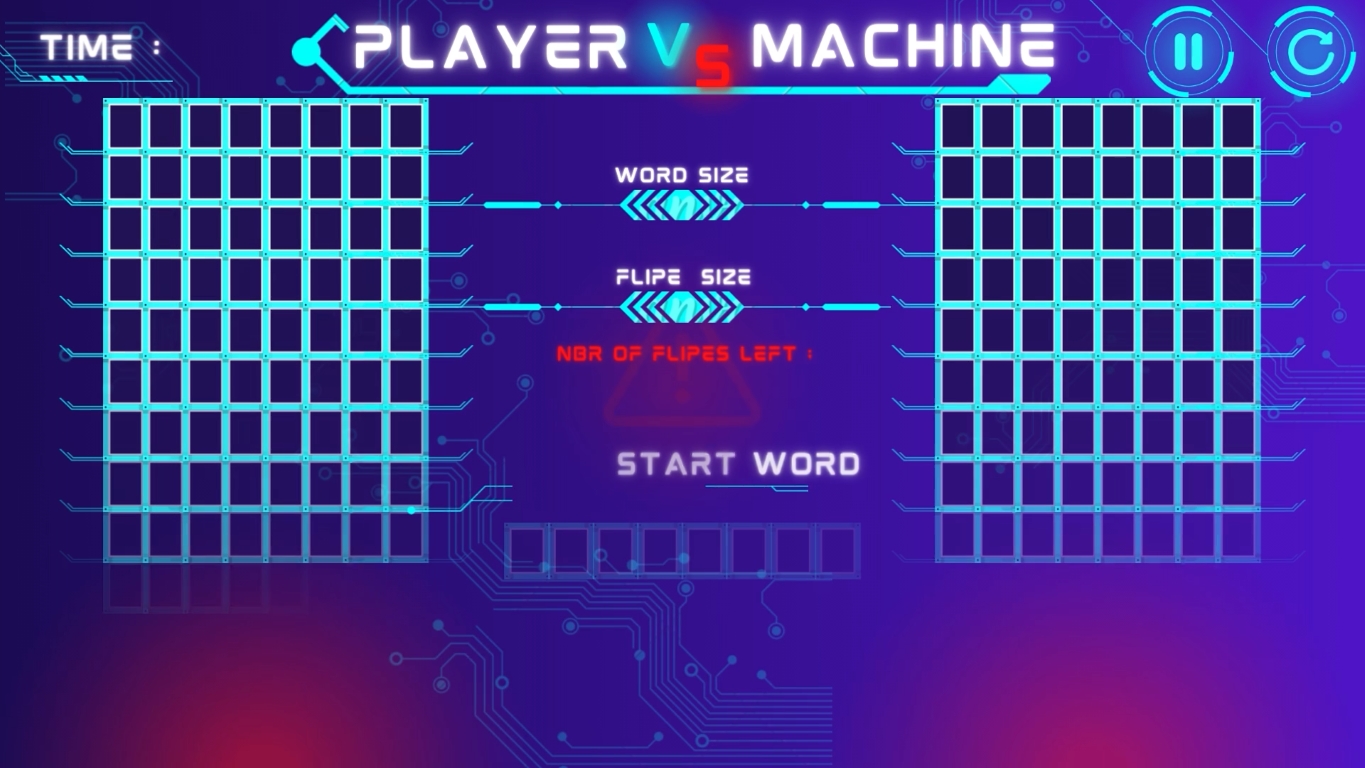 TIME :
PLAYER VS MACHINE
WORD SIZE
n
FLIPE SIZE
n
NBR OF FLIPES LEFT :
START WORD